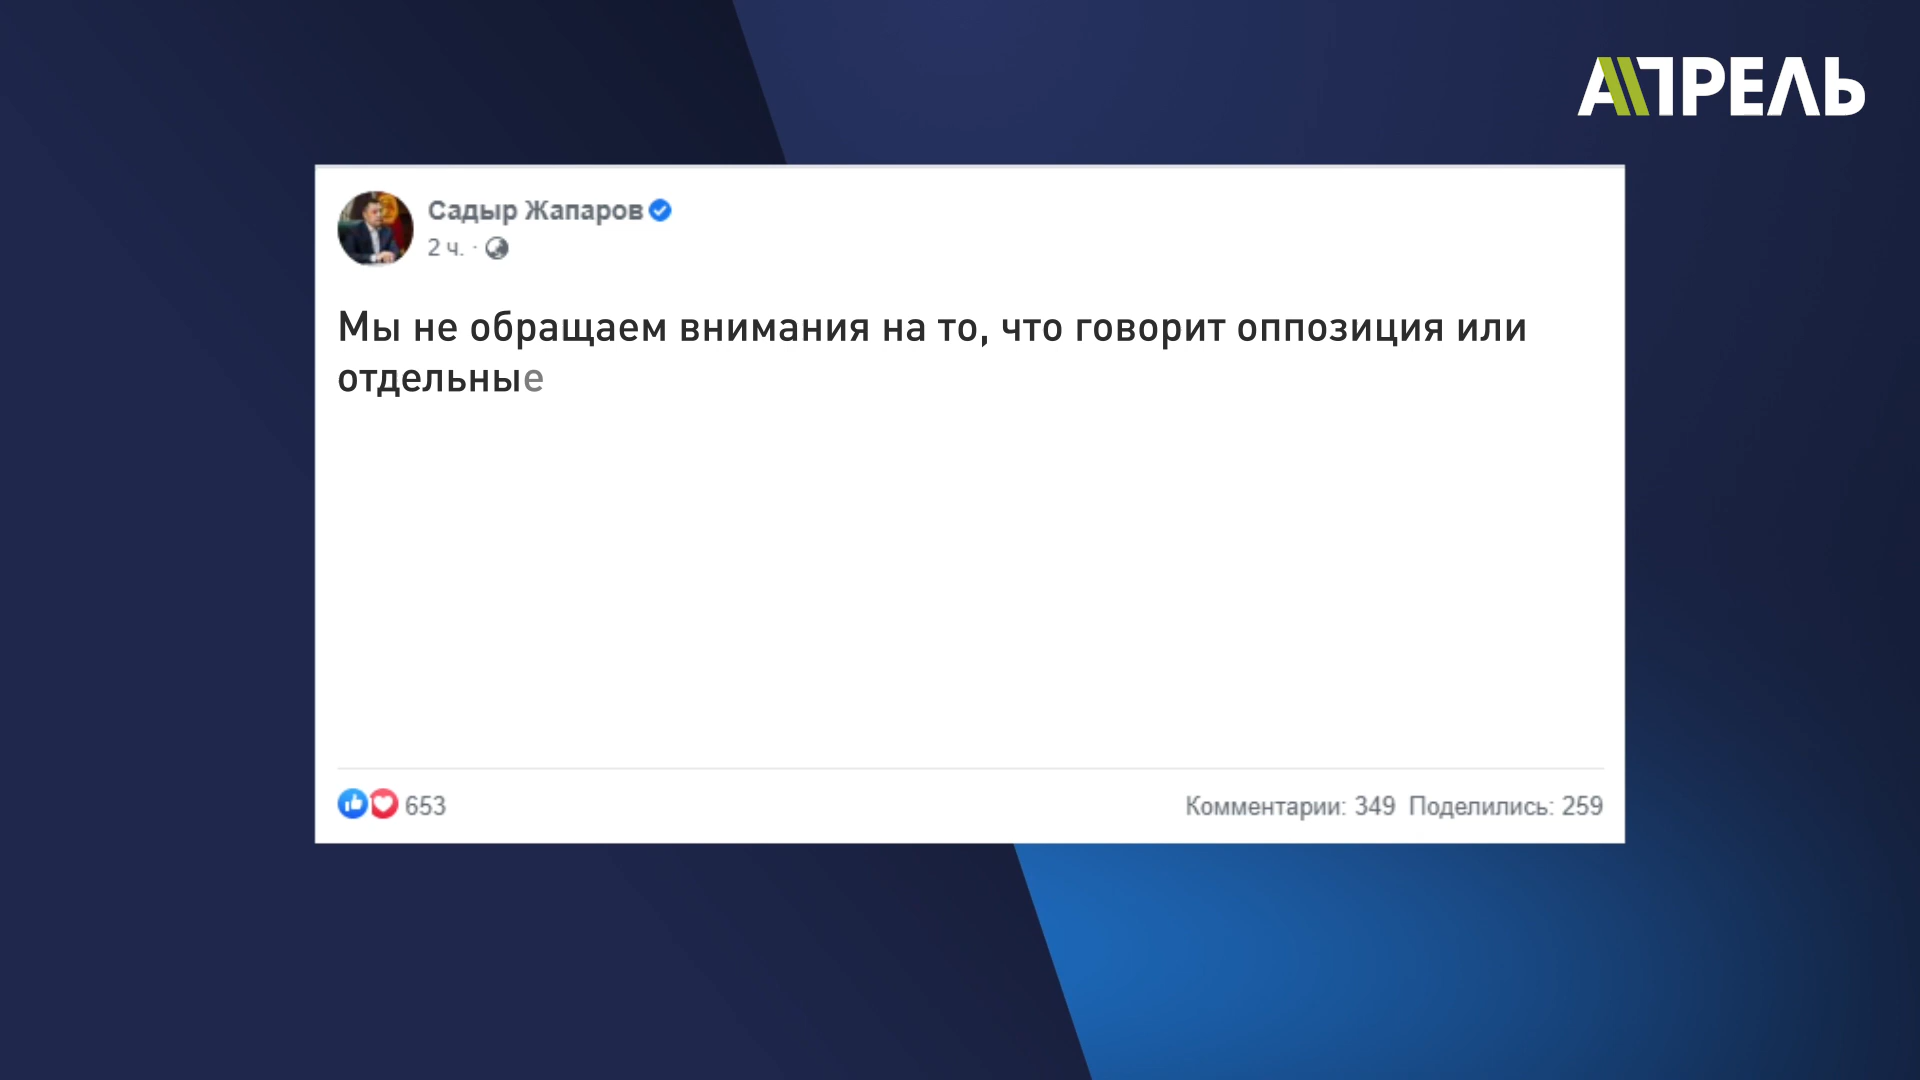 АПРЕЛЬ
Садыр Жапаров
2 ч. ·
Мы не обращаем внимания на то, что говорит оппозиция или
отдельные
653
Комментарии: 349 Поделились: 259